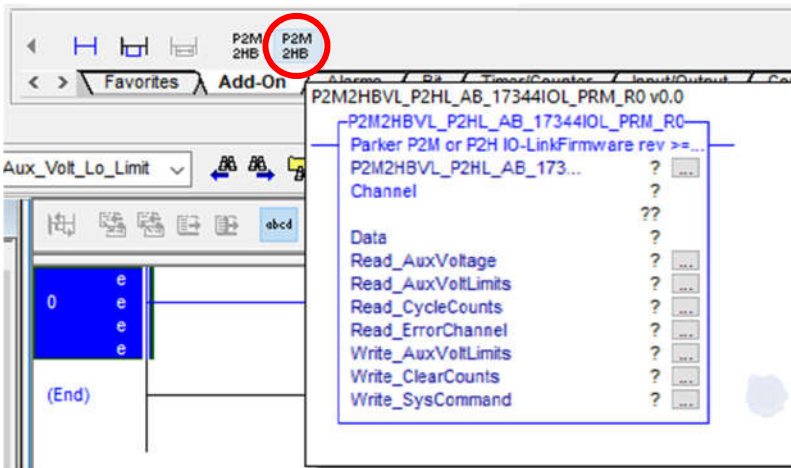 P2M P2M
2HB 2HB
< > Favorites Add-On Alarms Bit Timer/Counter Input/Output
P2M2HBVL_P2HL_AB_17344IOL_PRM_R0 v0.0
P2M2HBVL_P2HL_AB_17344IOL_PRM_R0
Parker P2M or P2H IO-LinkFirmware rev >=...
Aux_Volt_Lo_Limit
P2M2HBVL_P2HL_AB_173... ? ...
Channel ?
??
abcd
Data ?
Read_AuxVoltage ? ...
Read_AuxVoltLimits ? ...
0 e
e
e
e
Read_CycleCounts ? ...
Read_ErrorChannel ? ...
Write_AuxVoltLimits ? ...
Write_ClearCounts ? ...
Write_SysCommand ? ...
(End)